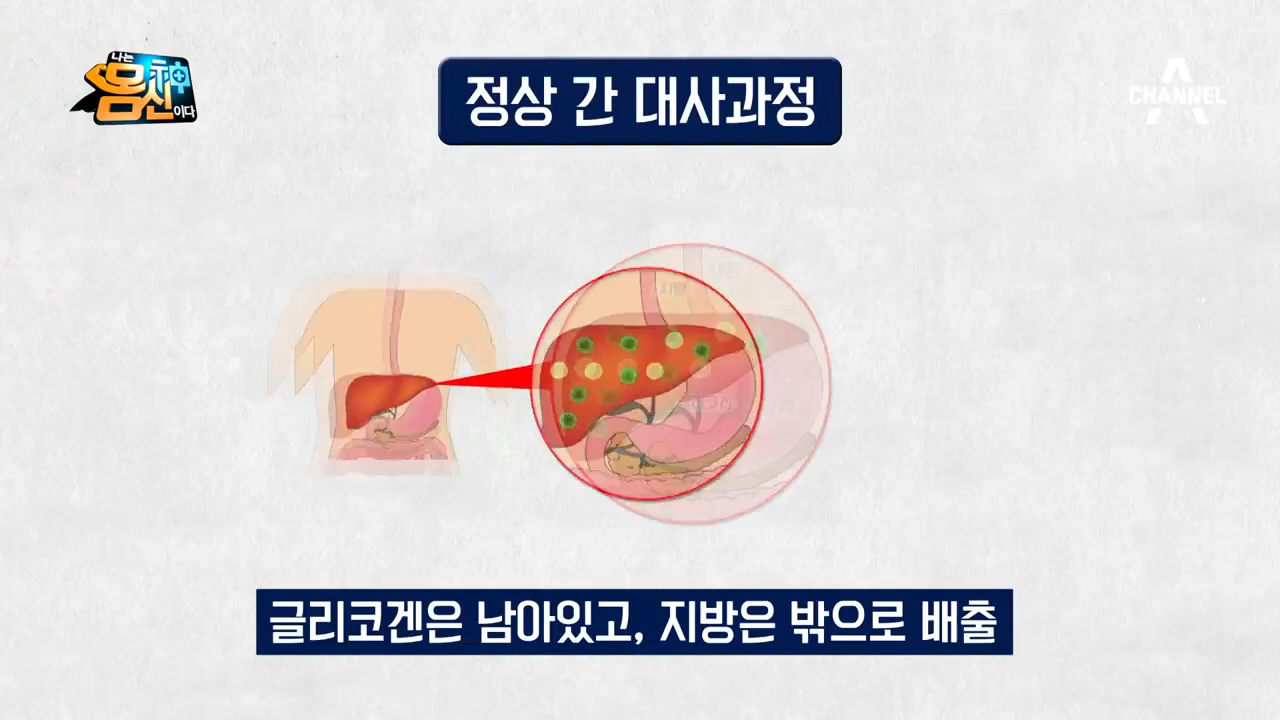 나는
몸神
신이다
CHANNEL
정상 간 대사과정
글리코겐은 남아있고, 지방은 밖으로 배출